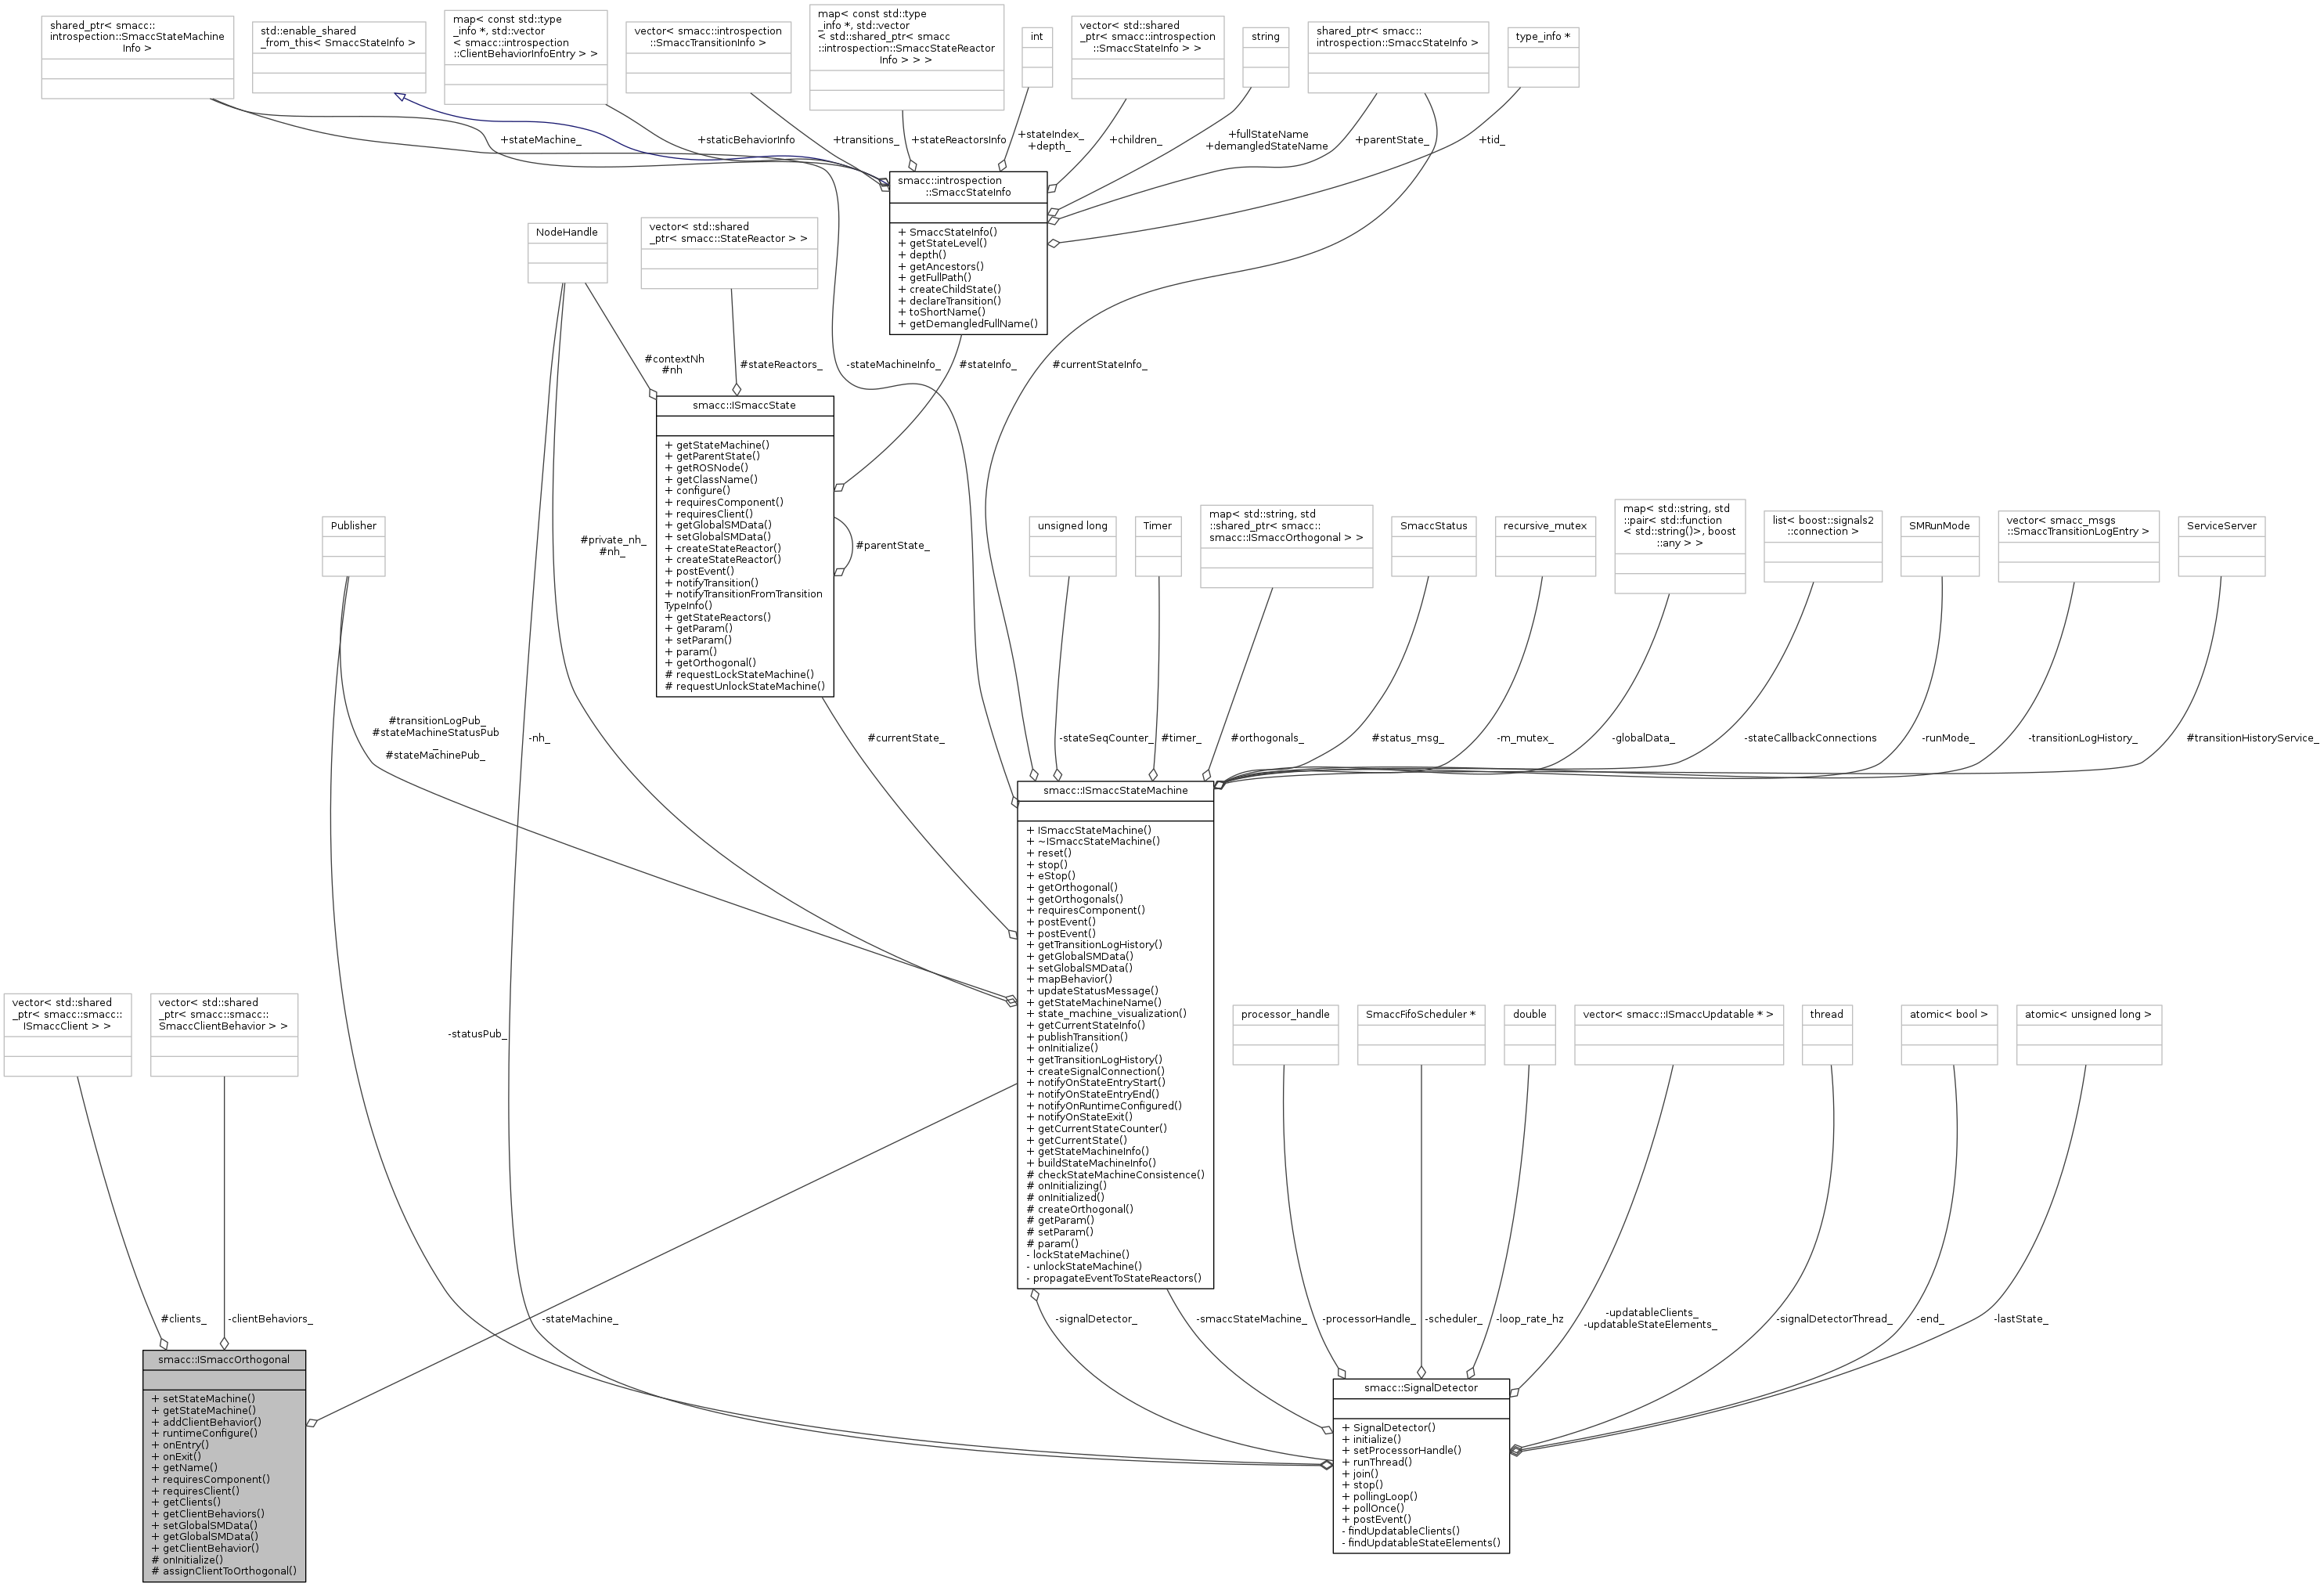 shared_ptr< smacc::
introspection::SmaccStateMachine
Info >
std::enable_shared
_from_this< SmaccStateInfo >
map< const std::type
_info *, std::vector
< smacc::introspection
::ClientBehaviorInfoEntry > >
vector< smacc::introspection
::SmaccTransitionInfo >
map< const std::type
_info *, std::vector
< std::shared_ptr< smacc
::introspection::SmaccStateReactor
Info > > >
int
vector< std::shared
_ptr< smacc::introspection
::SmaccStateInfo > >
string
shared_ptr< smacc::
introspection::SmaccStateInfo >
type_info *
+stateMachine_
+staticBehaviorInfo
+transitions_
+stateReactorsInfo
+stateIndex_
+depth_
+children_
+fullStateName
+demangledStateName
+parentState_
+tid_
smacc::introspection
::SmaccStateInfo
+ SmaccStateInfo()
+ getStateLevel()
+ depth()
+ getAncestors()
+ getFullPath()
+ createChildState()
+ declareTransition()
+ toShortName()
+ getDemangledFullName()
NodeHandle
vector< std::shared
_ptr< smacc::StateReactor > >
#contextNh
#nh
#stateReactors_
-stateMachineInfo_
#stateInfo_
#currentStateInfo_
smacc::ISmaccState
+ getStateMachine()
+ getParentState()
+ getROSNode()
+ getClassName()
+ configure()
+ requiresComponent()
+ requiresClient()
+ getGlobalSMData()
+ setGlobalSMData()
+ createStateReactor()
+ createStateReactor()
+ postEvent()
+ notifyTransition()
+ notifyTransitionFromTransition
TypeInfo()
+ getStateReactors()
+ getParam()
+ setParam()
+ param()
+ getOrthogonal()
# requestLockStateMachine()
# requestUnlockStateMachine()
#parentState_
#private_nh_
#nh_
Publisher
unsigned long
Timer
map< std::string, std
::shared_ptr< smacc::
smacc::ISmaccOrthogonal > >
SmaccStatus
recursive_mutex
map< std::string, std
::pair< std::function
< std::string()>, boost
::any > >
list< boost::signals2
::connection >
SMRunMode
vector< smacc_msgs
::SmaccTransitionLogEntry >
ServiceServer
#transitionLogPub_
#stateMachineStatusPub
_
#stateMachinePub_
-nh_
#currentState_
-stateSeqCounter_
#timer_
#orthogonals_
#status_msg_
-m_mutex_
-globalData_
-stateCallbackConnections
-runMode_
-transitionLogHistory_
#transitionHistoryService_
smacc::ISmaccStateMachine
+ ISmaccStateMachine()
+ ~ISmaccStateMachine()
+ reset()
+ stop()
+ eStop()
+ getOrthogonal()
+ getOrthogonals()
+ requiresComponent()
+ postEvent()
+ postEvent()
+ getTransitionLogHistory()
+ getGlobalSMData()
+ setGlobalSMData()
+ mapBehavior()
+ updateStatusMessage()
+ getStateMachineName()
+ state_machine_visualization()
+ getCurrentStateInfo()
+ publishTransition()
+ onInitialize()
+ getTransitionLogHistory()
+ createSignalConnection()
+ notifyOnStateEntryStart()
+ notifyOnStateEntryEnd()
+ notifyOnRuntimeConfigured()
+ notifyOnStateExit()
+ getCurrentStateCounter()
+ getCurrentState()
+ getStateMachineInfo()
+ buildStateMachineInfo()
# checkStateMachineConsistence()
# onInitializing()
# onInitialized()
# createOrthogonal()
# getParam()
# setParam()
# param()
- lockStateMachine()
- unlockStateMachine()
- propagateEventToStateReactors()
vector< std::shared
_ptr< smacc::smacc::
ISmaccClient > >
vector< std::shared
_ptr< smacc::smacc::
SmaccClientBehavior > >
-statusPub_
processor_handle
SmaccFifoScheduler *
double
vector< smacc::ISmaccUpdatable * >
thread
atomic< bool >
atomic< unsigned long >
#clients_
-clientBehaviors_
-stateMachine_
-signalDetector_
-smaccStateMachine_
-processorHandle_
-scheduler_
-loop_rate_hz
-updatableClients_
-updatableStateElements_
-signalDetectorThread_
-end_
-lastState_
smacc::ISmaccOrthogonal
+ setStateMachine()
+ getStateMachine()
+ addClientBehavior()
+ runtimeConfigure()
+ onEntry()
+ onExit()
+ getName()
+ requiresComponent()
+ requiresClient()
+ getClients()
+ getClientBehaviors()
+ setGlobalSMData()
+ getGlobalSMData()
+ getClientBehavior()
# onInitialize()
# assignClientToOrthogonal()
smacc::SignalDetector
+ SignalDetector()
+ initialize()
+ setProcessorHandle()
+ runThread()
+ join()
+ stop()
+ pollingLoop()
+ pollOnce()
+ postEvent()
- findUpdatableClients()
- findUpdatableStateElements()